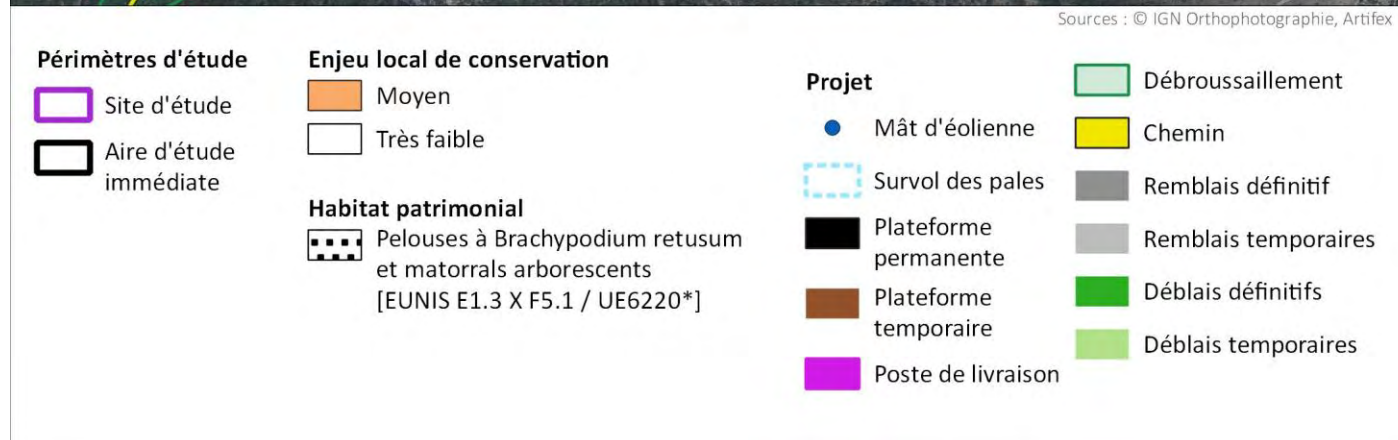 Sources : © IGN Orthophotographie, Artifex
Périmètres d'étude
Site d'étude
Aire d'étude
immédiate
Enjeu local de conservation
Moyen
Très faible
Habitat patrimonial
Pelouses à Brachypodium retusum
et matorrals arborescents
[EUNIS E1.3 X F5.1 / UE6220*]
Projet
Mât d'éolienne
Survol des pales
Plateforme
permanente
Plateforme
temporaire
Poste de livraison
Débroussaillement
Chemin
Remblais définitif
Remblais temporaires
Déblais définitifs
Déblais temporaires